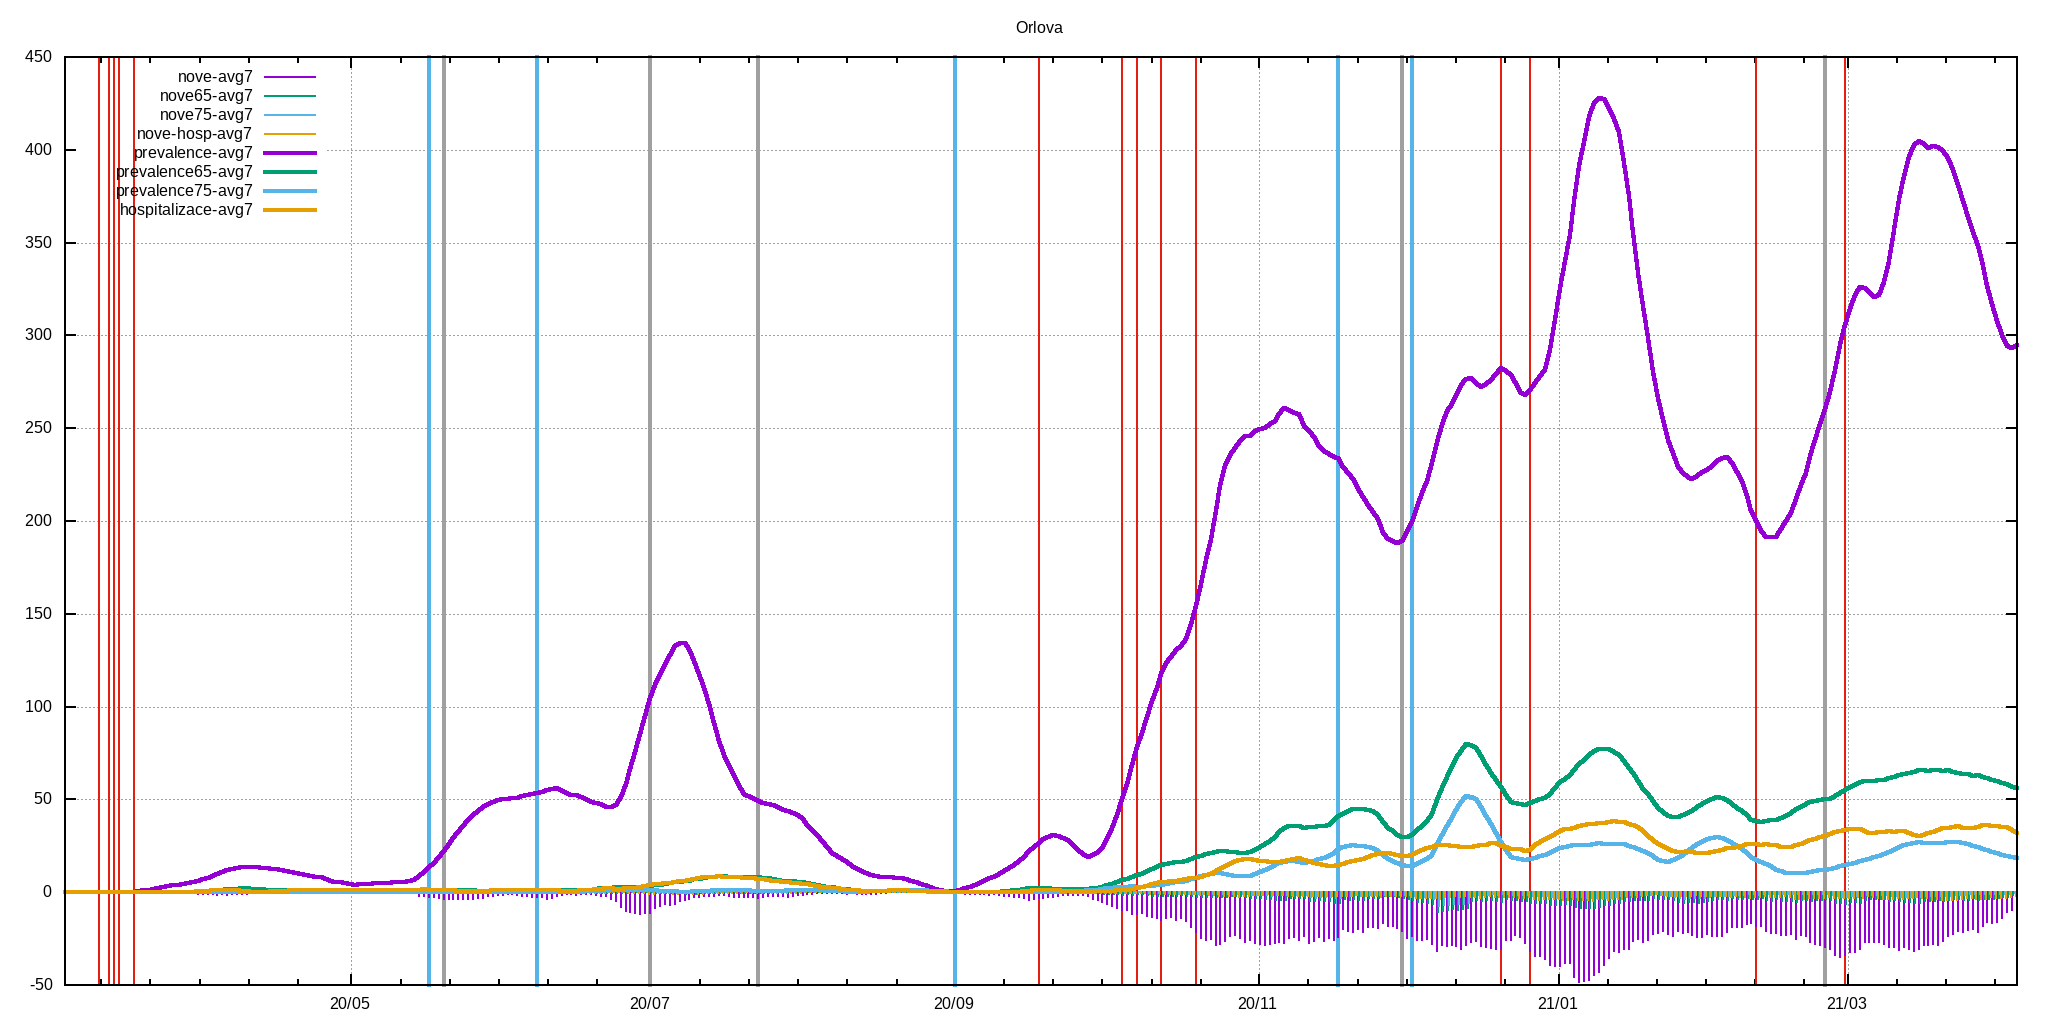 Orlova
450
400
350
300
250
200
150
100
50
0
-50
nove-avg7
nove65-avg7
nove75-avg7
nove-hosp-avg7
prevalence-avg7
prevalence65-avg7
prevalence75-avg7
hospitalizace-avg7
20/05 20/07 20/09 20/11 21/01 21/03